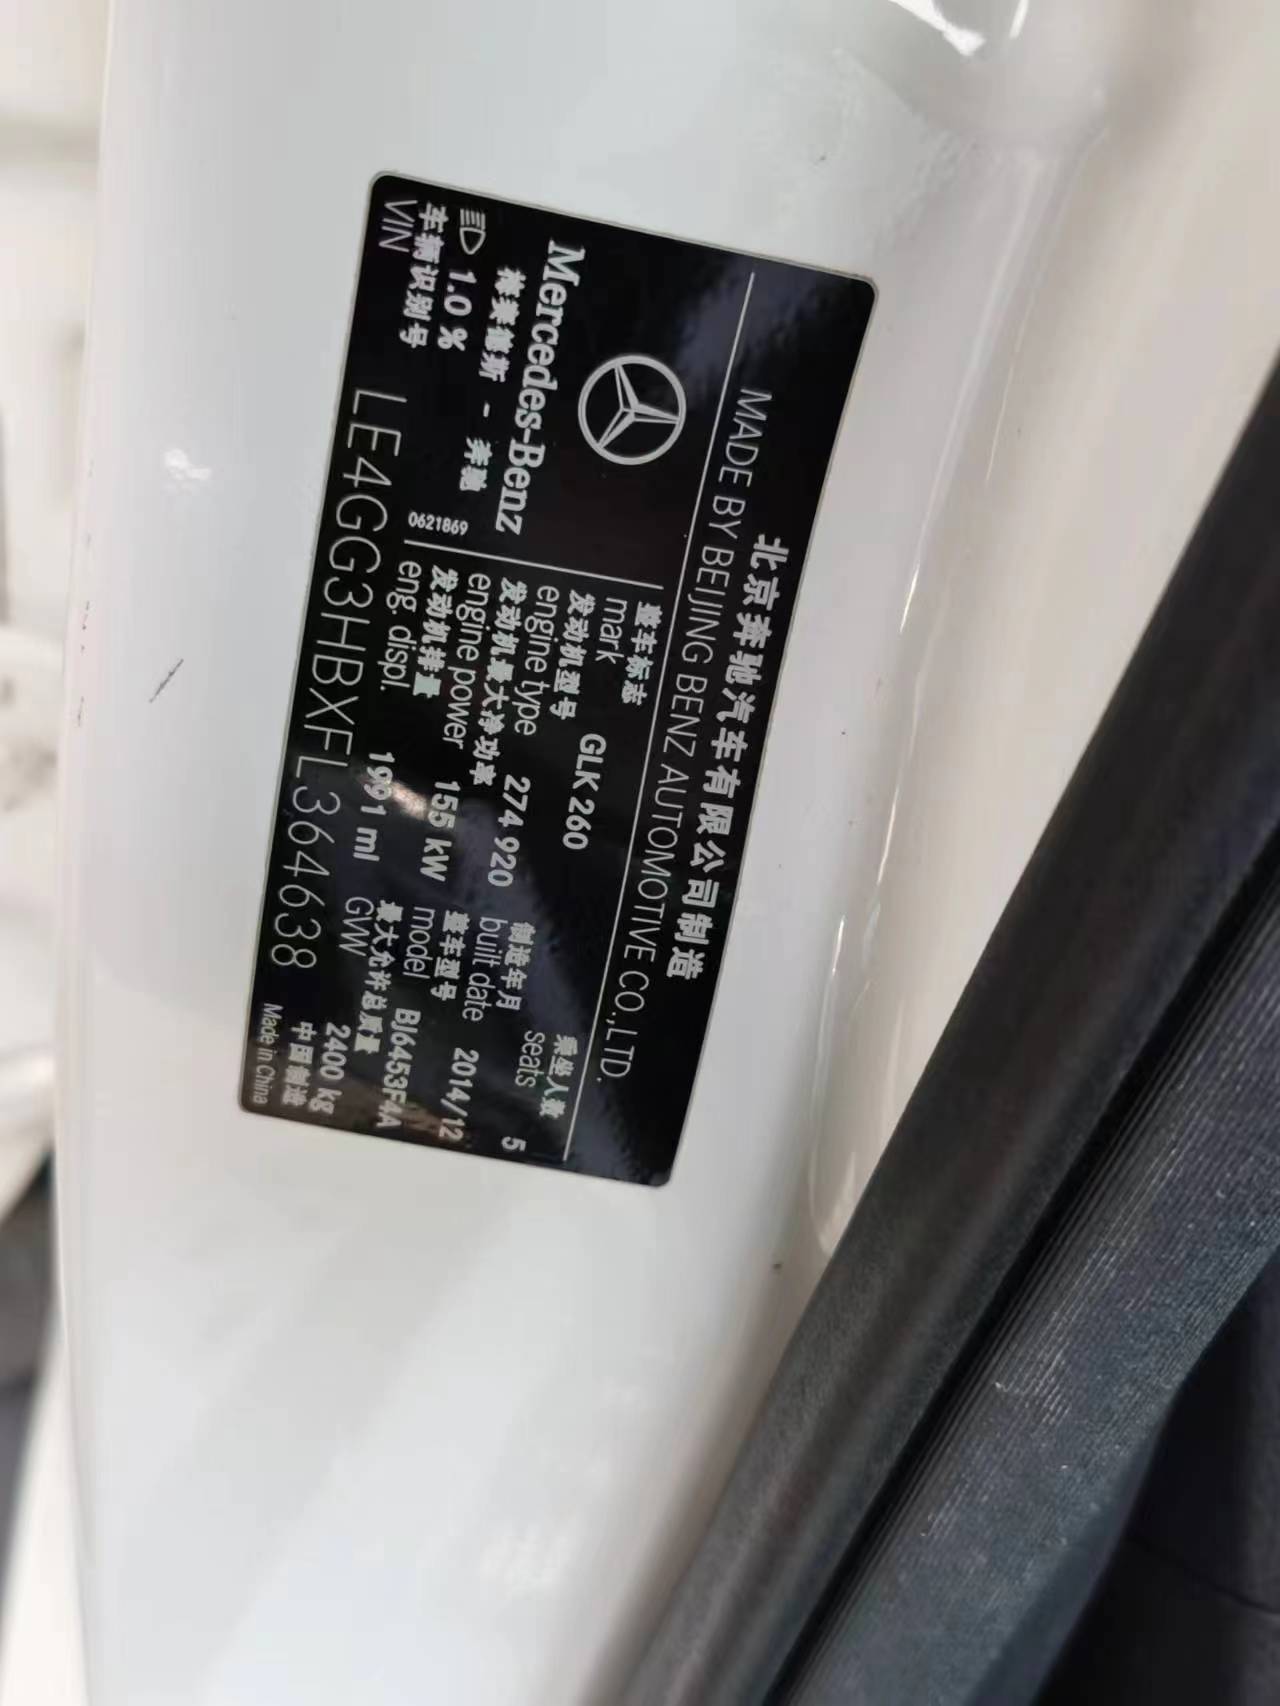 北京奔驰汽车有限公司制造
MADE BY BEIJING BENZ AUTOMOTIVE CO.,LTD.
Mercedes-Benz
梅赛德斯 - 奔驰
1.0 %
0621869
整车标志
mark GLK 260
发动机型号
engine type 274 920
发动机最大净功率
engine power 155 kW
发动机排量
eng. displ. 1991 ml
乘坐人数
seats 5
制造年月
built date 2014/12
整车型号
model BJ6453F4A
最大允许总质量
GVW 2400 kg
车辆识别号
VIN LE4GG3HBXFL364638
中国制造
Made in China